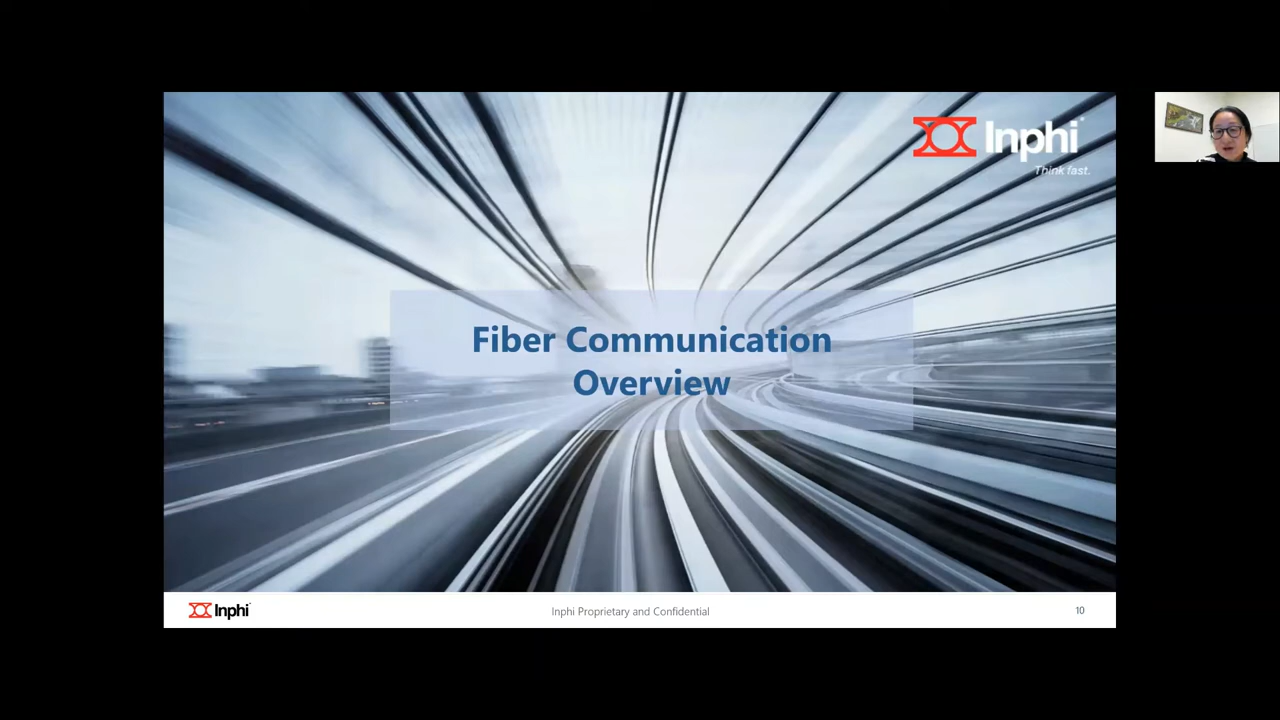 Inphi
Think fast.
Fiber Communication
Overview
Inphi
Inphi Proprietary and Confidential
10